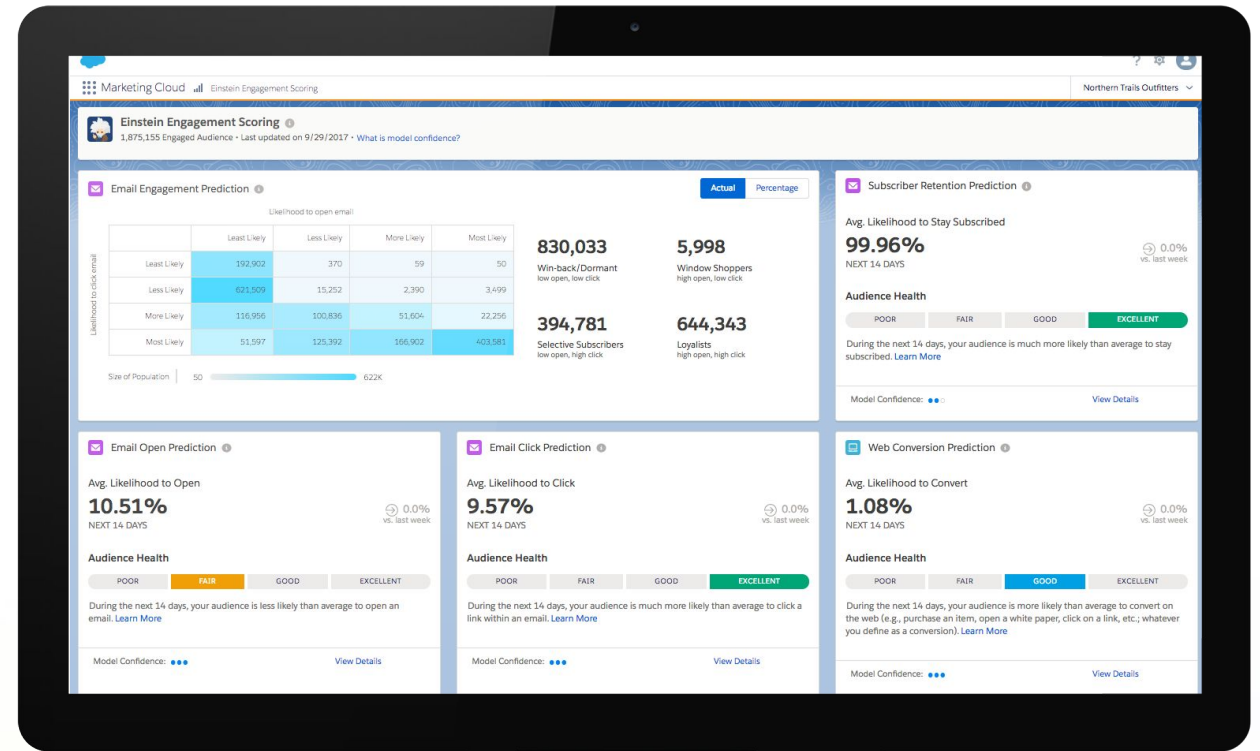 ?
Marketing Cloud Einstein Engagement Scoring
Northern Trails Outfitters
Einstein Engagement Scoring
1,875,155 Engaged Audience • Last updated on 9/29/2017 • What is model confidence?
Email Engagement Prediction
Actual Percentage
Likelihood to open email
Likelihood to click email
Least Likely Less Likely More Likely Most Likely
Least Likely 192,902 370 59 50
Less Likely 621,509 15,252 2,390 3,499
More Likely 116,956 100,836 51,604 22,256
Most Likely 51,597 125,392 166,902 403,581
Size of Population 50 622K
830,033
Win-back/Dormant
low open, low click
5,998
Window Shoppers
high open, low click
394,781
Selective Subscribers
low open, high click
644,343
Loyalists
high open, high click
Subscriber Retention Prediction
Avg. Likelihood to Stay Subscribed
99.96%
NEXT 14 DAYS
0.0%
vs. last week
Audience Health
POOR FAIR GOOD EXCELLENT
During the next 14 days, your audience is much more likely than average to stay
subscribed. Learn More
Model Confidence:
View Details
Email Open Prediction
Avg. Likelihood to Open
10.51%
NEXT 14 DAYS
0.0%
vs. last week
Audience Health
POOR FAIR GOOD EXCELLENT
During the next 14 days, your audience is less likely than average to open an
email. Learn More
Model Confidence:
View Details
Email Click Prediction
Avg. Likelihood to Click
9.57%
NEXT 14 DAYS
0.0%
vs. last week
Audience Health
POOR FAIR GOOD EXCELLENT
During the next 14 days, your audience is much more likely than average to click a
link within an email. Learn More
Model Confidence:
View Details
Web Conversion Prediction
Avg. Likelihood to Convert
1.08%
NEXT 14 DAYS
0.0%
vs. last week
Audience Health
POOR FAIR GOOD EXCELLENT
During the next 14 days, your audience is more likely than average to convert on
the web (e.g., purchase an item, open a white paper, click on a link, etc.; whatever
you define as a conversion). Learn More
Model Confidence:
View Details